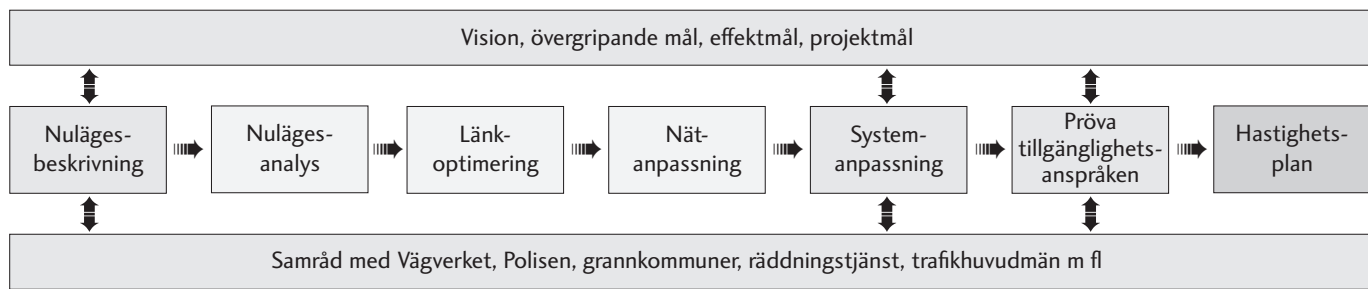 Vision, övergripande mål, effektmål, projektmål
Nuläges-
beskrivning
Nuläges-
analys
Länk-
optimering
Nät-
anpassning
System-
anpassning
Pröva
tillgänglighets-
anspråken
Hastighets-
plan
Samråd med Vägverket, Polisen, grannkommuner, räddningstjänst, trafikhuvudmän m fl